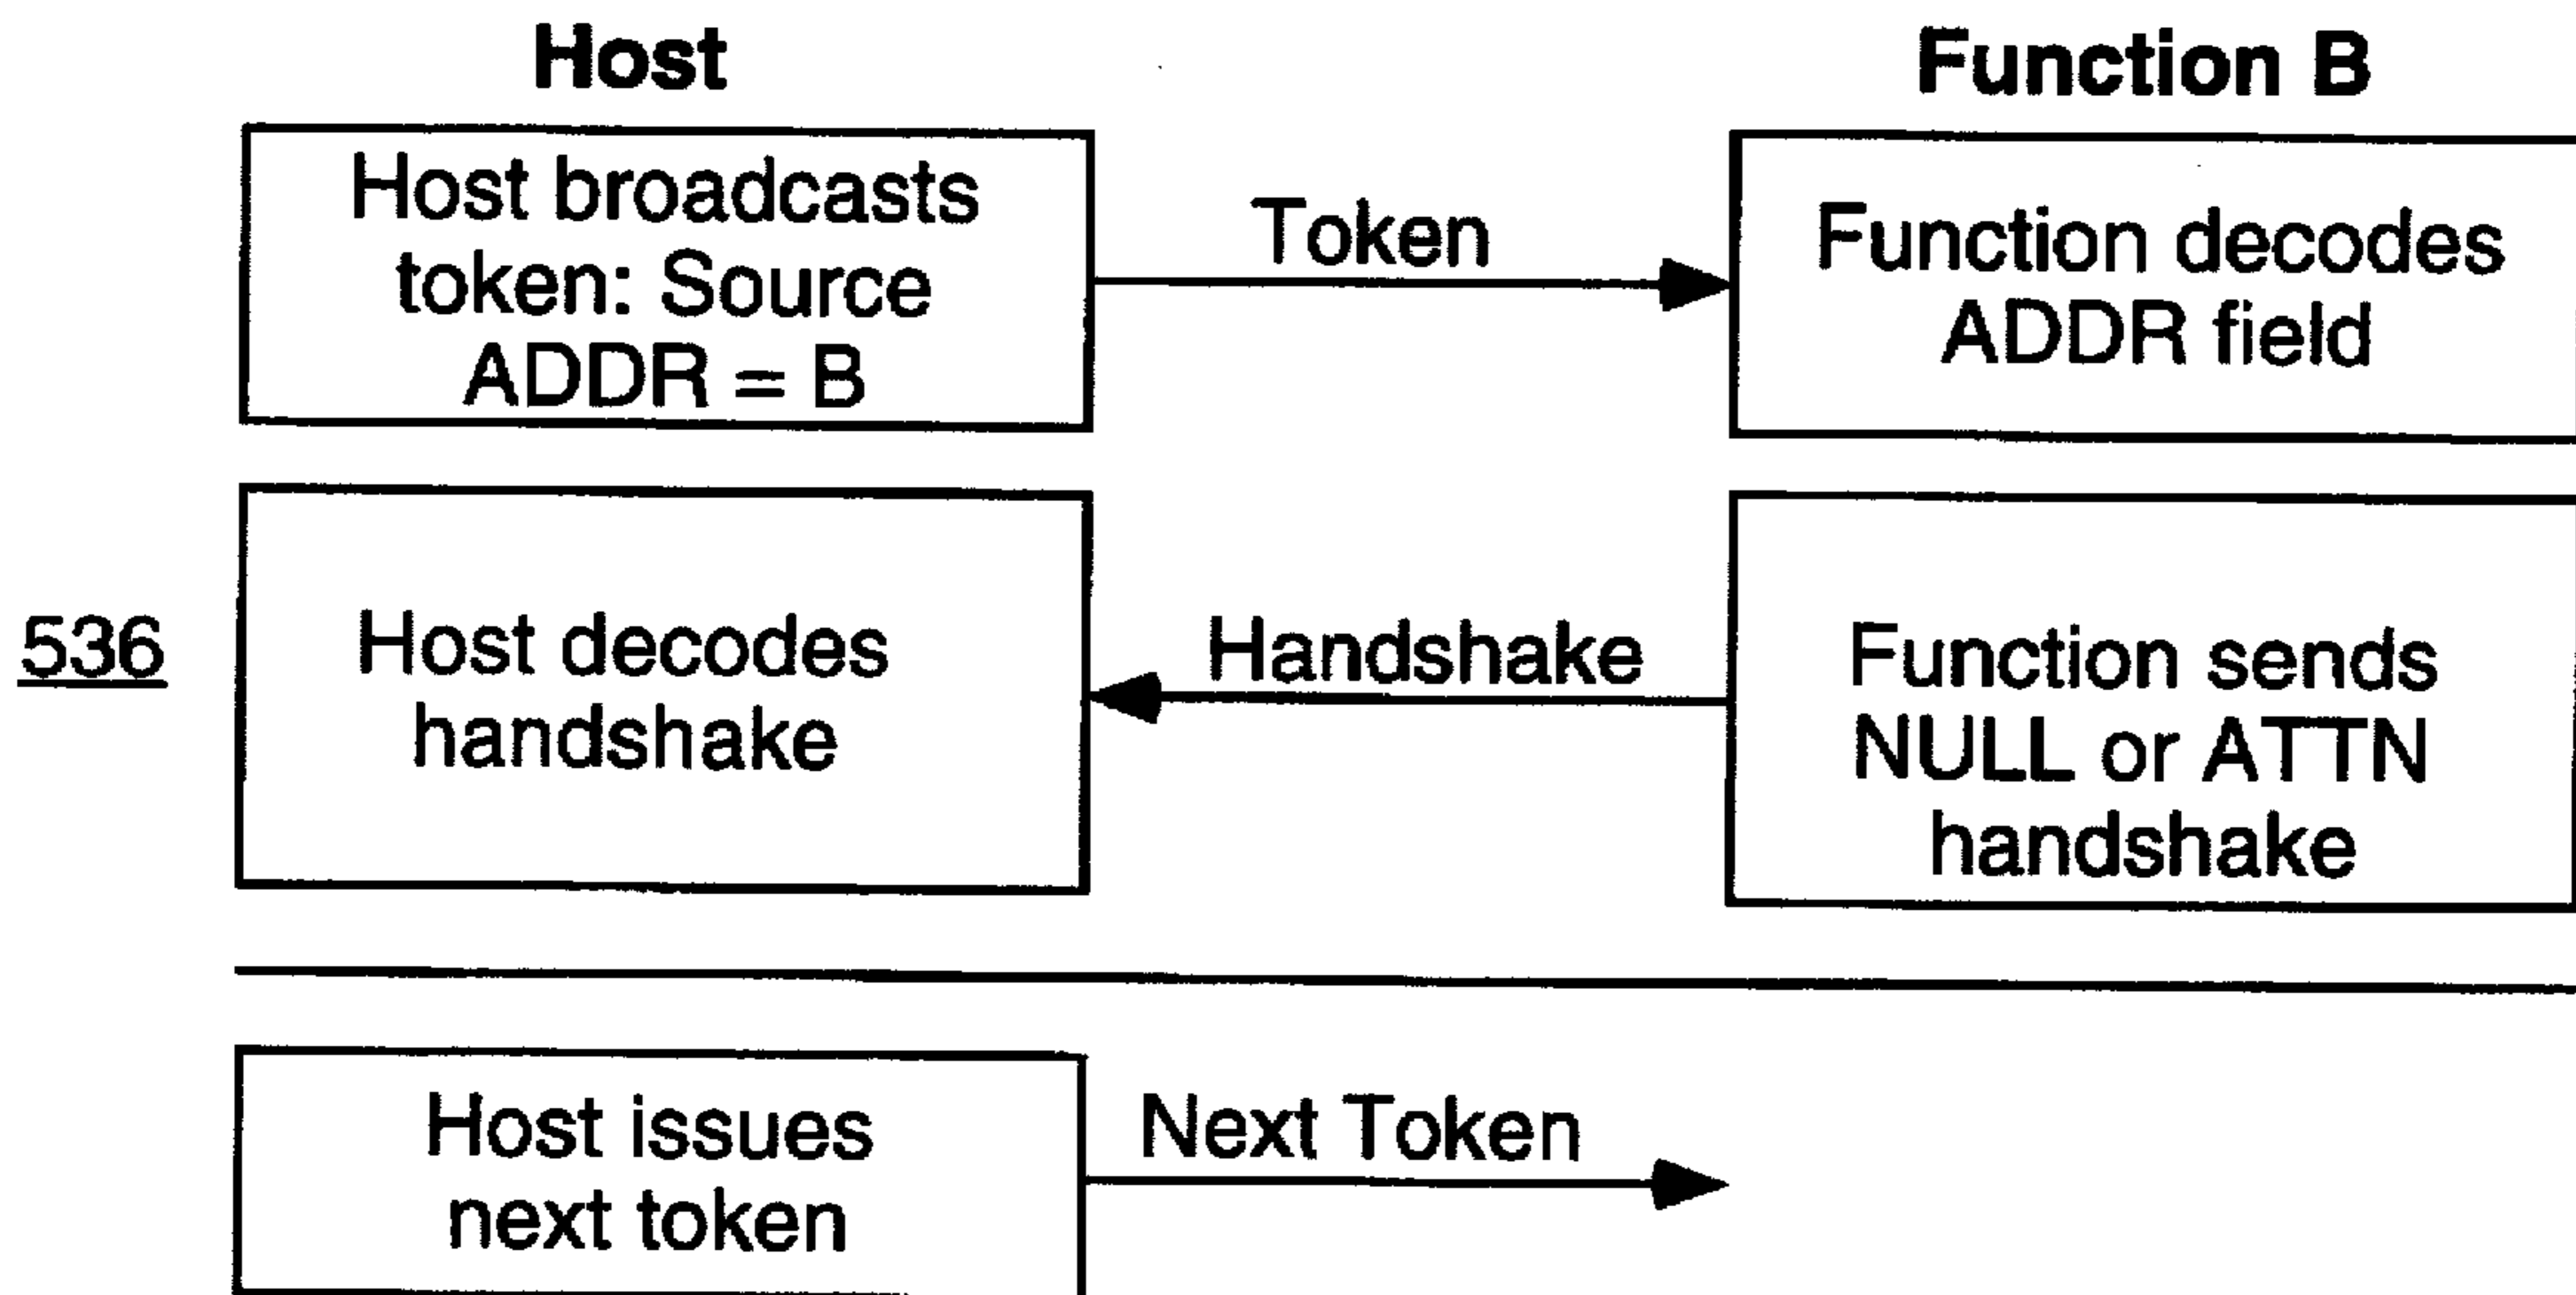 Host
Function B
Host broadcasts
token: Source
ADDR = B
Token
Function decodes
ADDR field
536
Host decodes
handshake
Handshake
Function sends
NULL or ATTN
handshake
Host issues
next token
Next Token